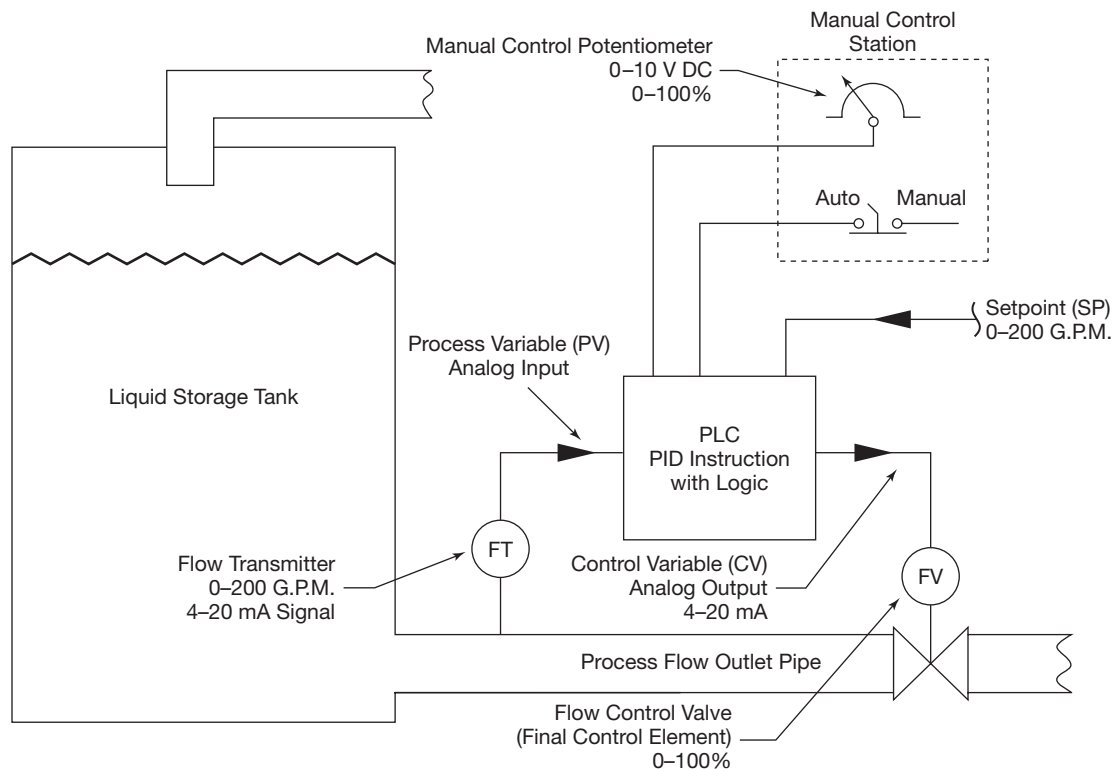 Manual Control Potentiometer
0–10 V DC
0–100%
Manual Control
Station
Auto
Manual
Setpoint (SP)
0–200 G.P.M.
Process Variable (PV)
Analog Input
Liquid Storage Tank
PLC
PID Instruction
with Logic
FT
Flow Transmitter
0–200 G.P.M.
4–20 mA Signal
Control Variable (CV)
Analog Output
4–20 mA
FV
Process Flow Outlet Pipe
Flow Control Valve
(Final Control Element)
0–100%